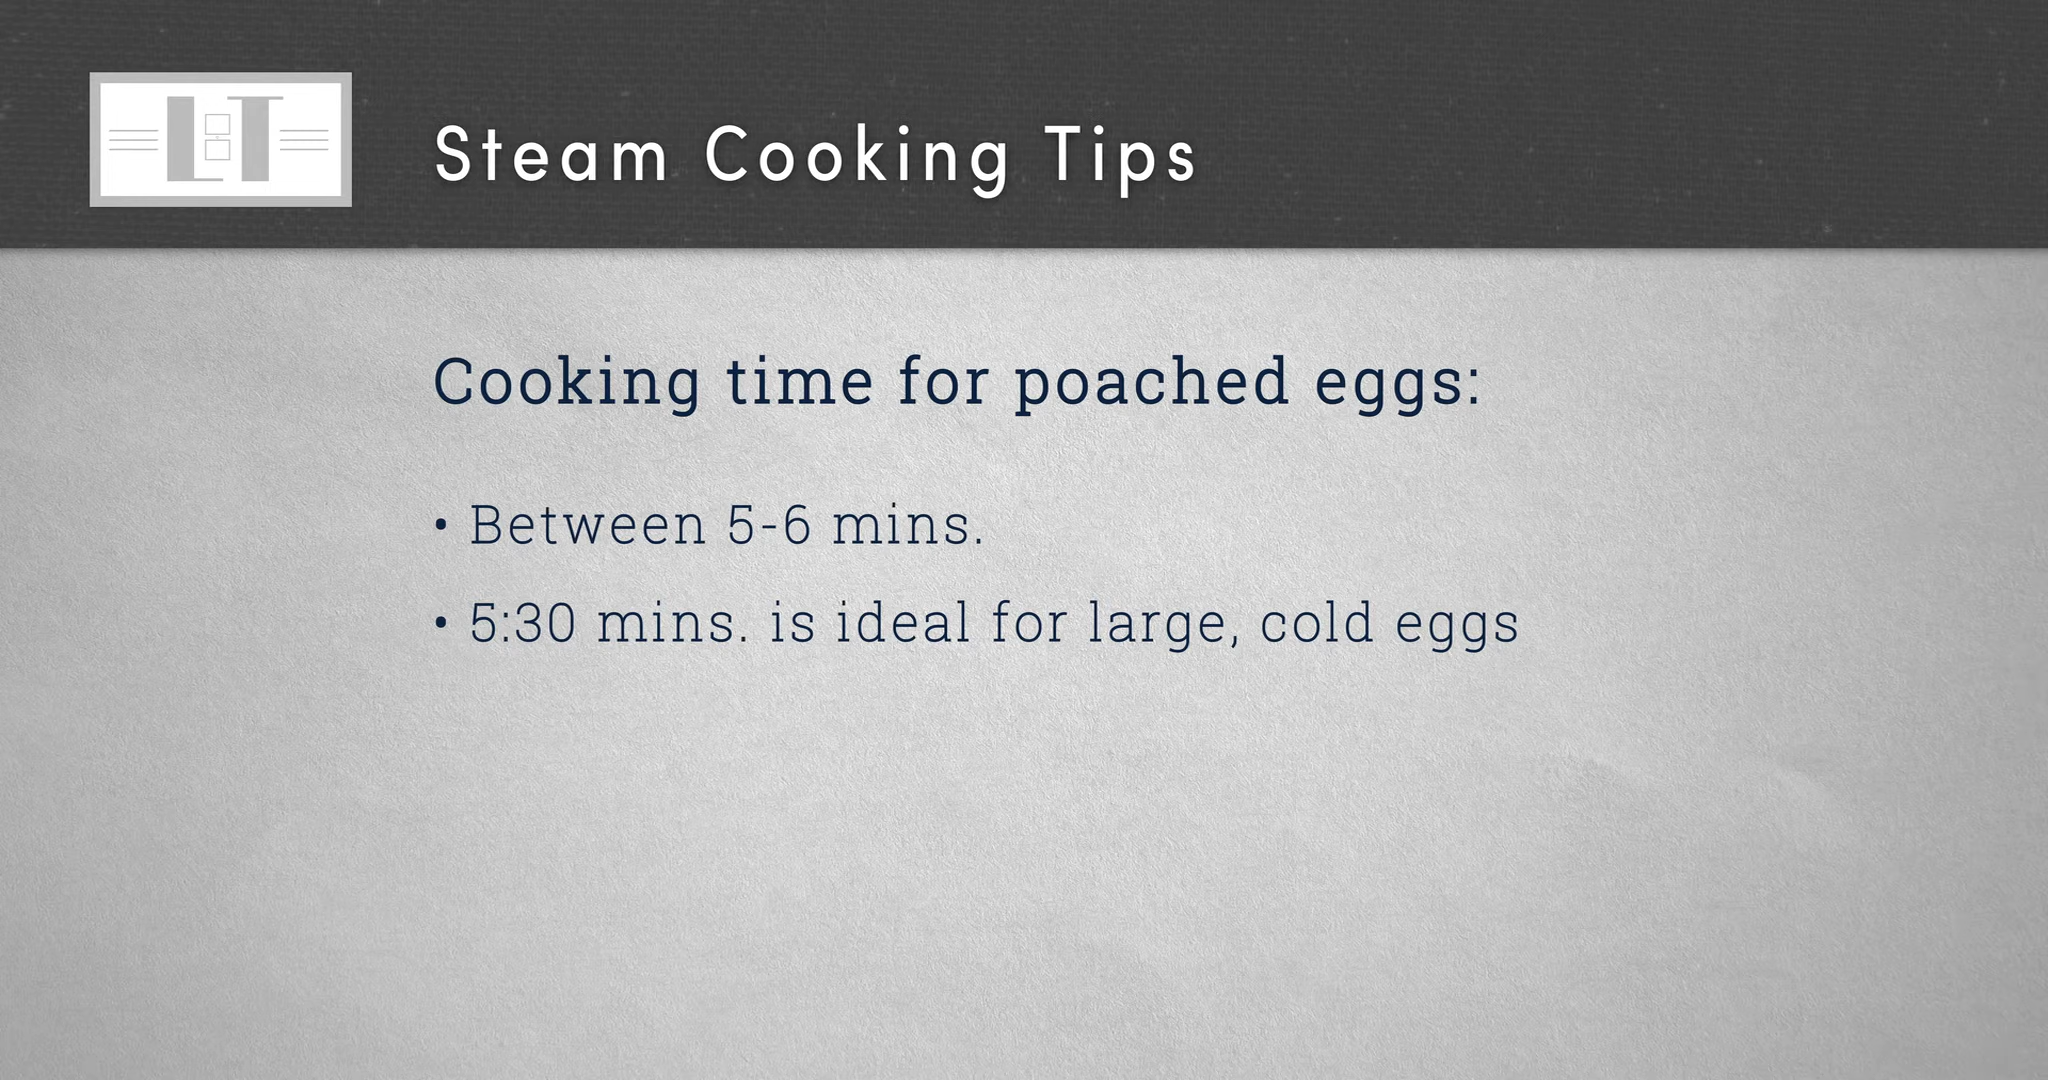 LT
Steam Cooking Tips
Cooking time for poached eggs:
• Between 5-6 mins.
• 5:30 mins. is ideal for large, cold eggs